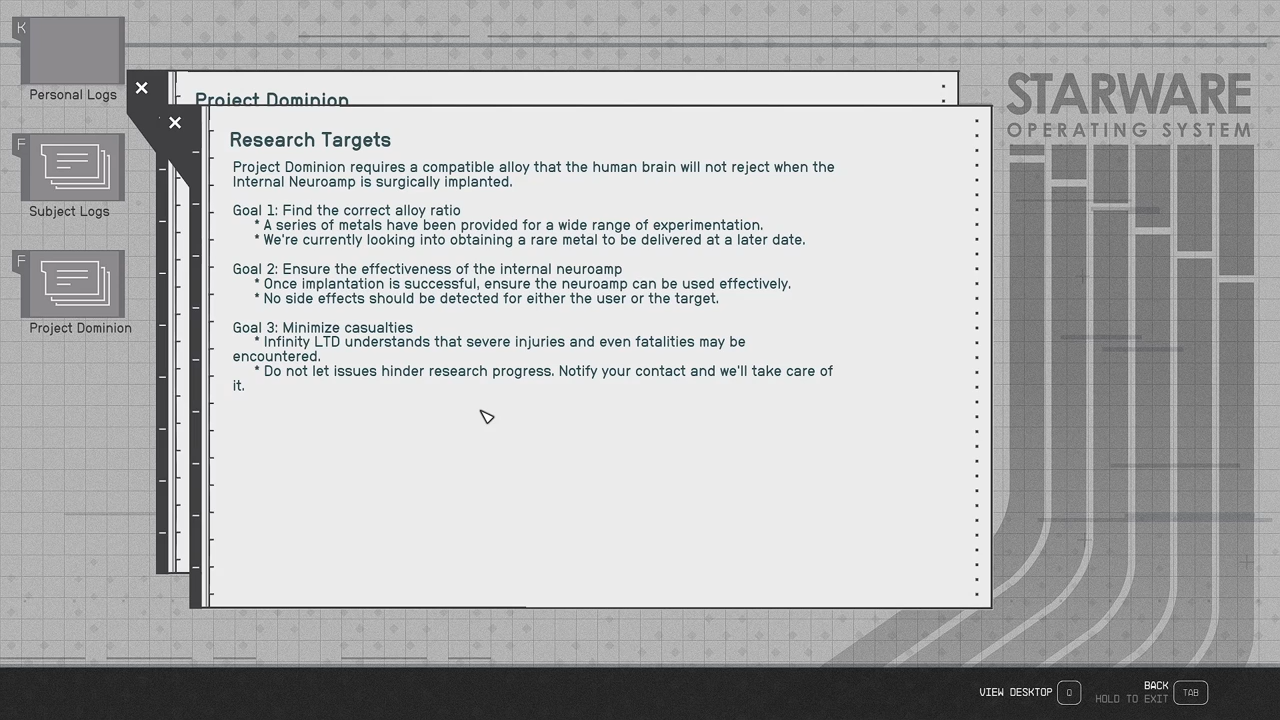 K
Personal Logs
F
Subject Logs
F
Project Dominion
Project Dominion
Research Targets
Project Dominion requires a compatible alloy that the human brain will not reject when the
Internal Neuroamp is surgically implanted.
Goal 1: Find the correct alloy ratio
* A series of metals have been provided for a wide range of experimentation.
* We're currently looking into obtaining a rare metal to be delivered at a later date.
Goal 2: Ensure the effectiveness of the internal neuroamp
* Once implantation is successful, ensure the neuroamp can be used effectively.
* No side effects should be detected for either the user or the target.
Goal 3: Minimize casualties
* Infinity LTD understands that severe injuries and even fatalities may be
encountered.
* Do not let issues hinder research progress. Notify your contact and we'll take care of
it.
STARWARE
OPERATING SYSTEM
VIEW DESKTOP Q
BACK
HOLD TO EXIT TAB